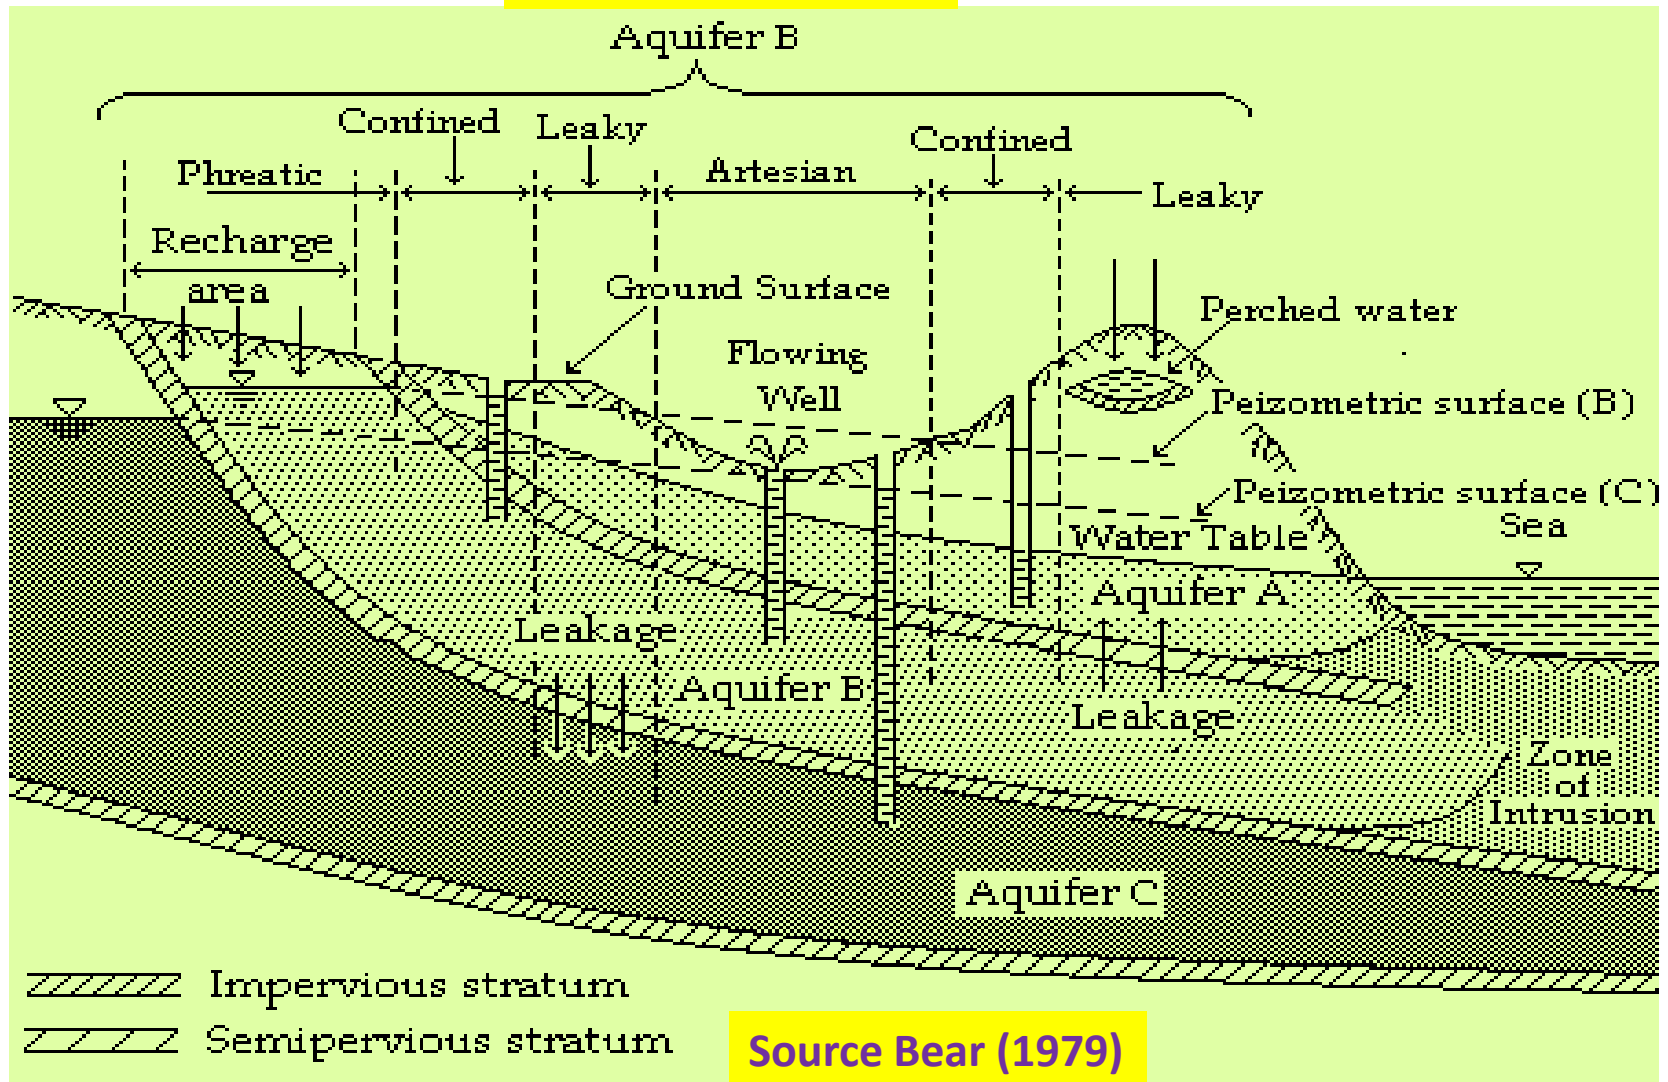 Aquifer B
Confined
Leaky
Confined
Phreatic
Artesian
Leaky
Recharge
area
Ground Surface
Perched water
Flowing
Well
Peizometric surface (B)
Peizometric surface (C)
Sea
Water Table
Aquifer A
Leakage
Aquifer B
Leakage
Zone
of
Intrusion
Aquifer C
Impervious stratum
Semipervious stratum
Source Bear (1979)